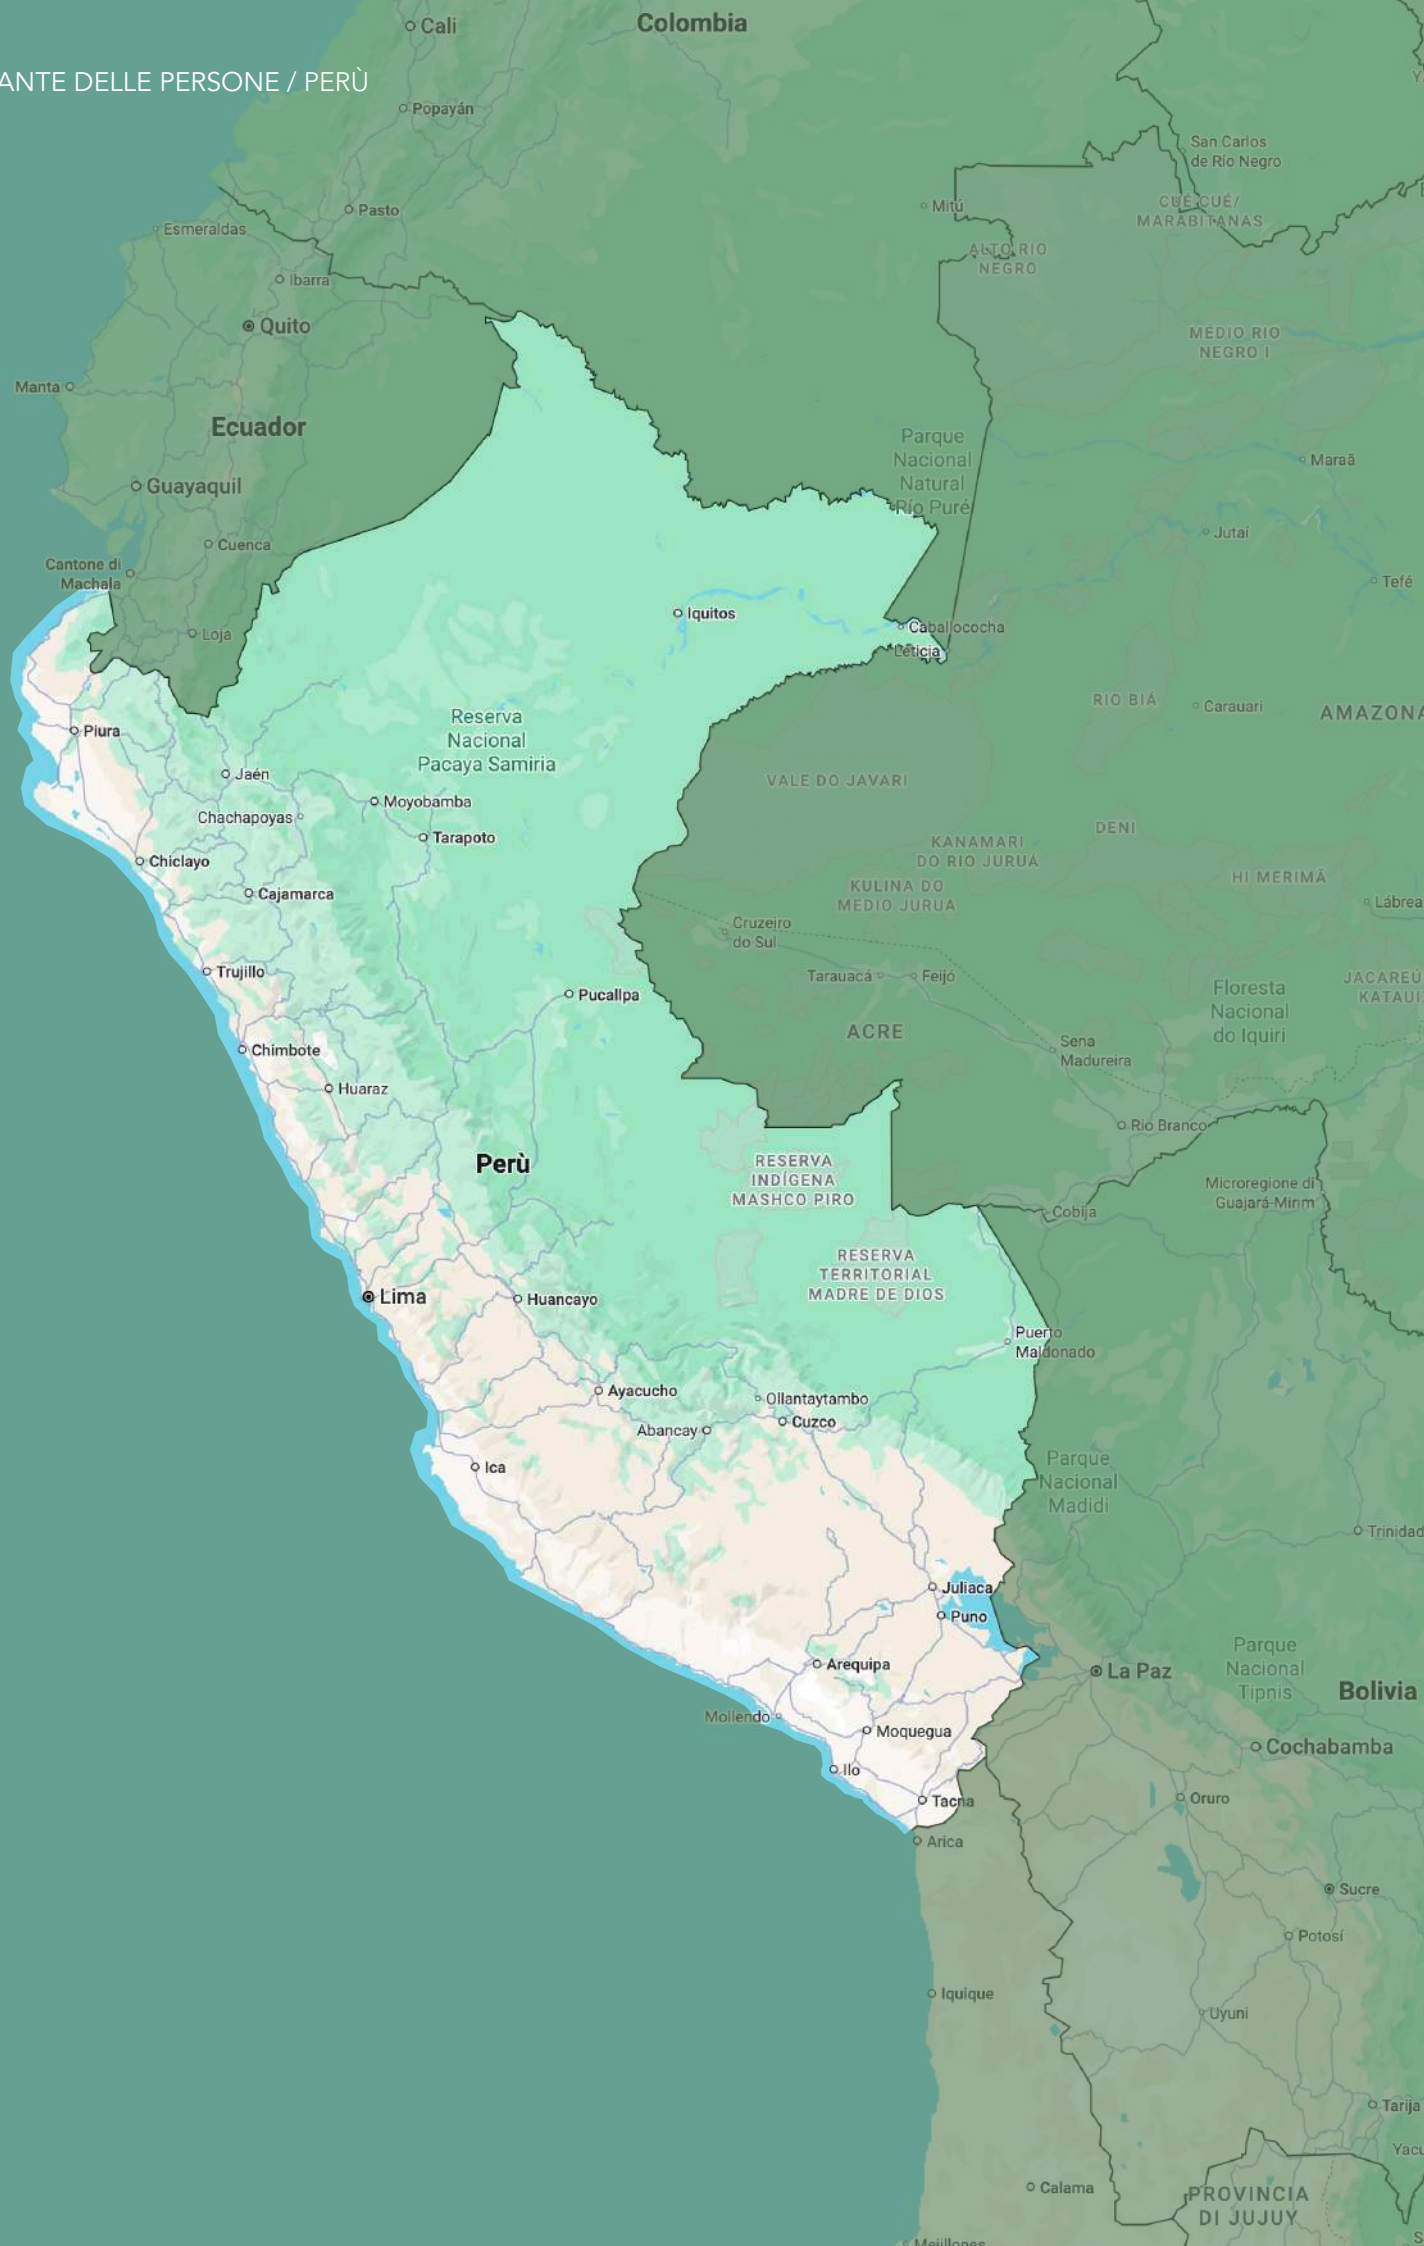 Cali
Colombia
ANTE DELLE PERSONE / PERÙ
Popayán
San Carlos
de Río Negro
Mitú
CUÉ CUÉ/
MARABITANAS
Pasto
Esmeraldas
ALTO RIO
NEGRO
Ibarra
Quito
MÉDIO RIO
NEGRO I
Manta
Ecuador
Parque
Nacional
Natural
Río Puré
Maraã
Guayaquil
Jutaí
Cuenca
Cantone di
Machala
Tefé
Iquitos
Caballococha
Leticia
Loja
RIO BIÁ
Carauari
AMAZONA
Reserva
Nacional
Pacaya Samiria
Piura
Jaén
VALE DO JAVARI
Moyobamba
Chachapoyas
Tarapoto
DENI
KANAMARI
DO RIO JURUÁ
Chiclayo
HI MERIMÃ
KULINA DO
MÉDIO JURUÁ
Cajamarca
Lábrea
Cruzeiro
do Sul
Trujillo
Tarauacá
Feijó
JACAREÚ
KATAUI
Pucallpa
Floresta
Nacional
do Iquiri
ACRE
Chimbote
Sena
Madureira
Huaraz
Rio Branco
Perù
RESERVA
INDÍGENA
MASHCO PIRO
Microregione di
Guajará-Mirim
Cobija
RESERVA
TERRITORIAL
MADRE DE DIOS
Lima
Huancayo
Puerto
Maldonado
Ayacucho
Ollantaytambo
Cuzco
Abancay
Ica
Parque
Nacional
Madidi
Trinidad
Juliaca
Puno
Parque
Nacional
Tipnis
Arequipa
La Paz
Bolivia
Mollendo
Moquegua
Cochabamba
Ilo
Tacna
Oruro
Arica
Sucre
Potosí
Iquique
Uyuni
Tarija
Yacu
Calama
PROVINCIA
DI JUJUY
Mejillones